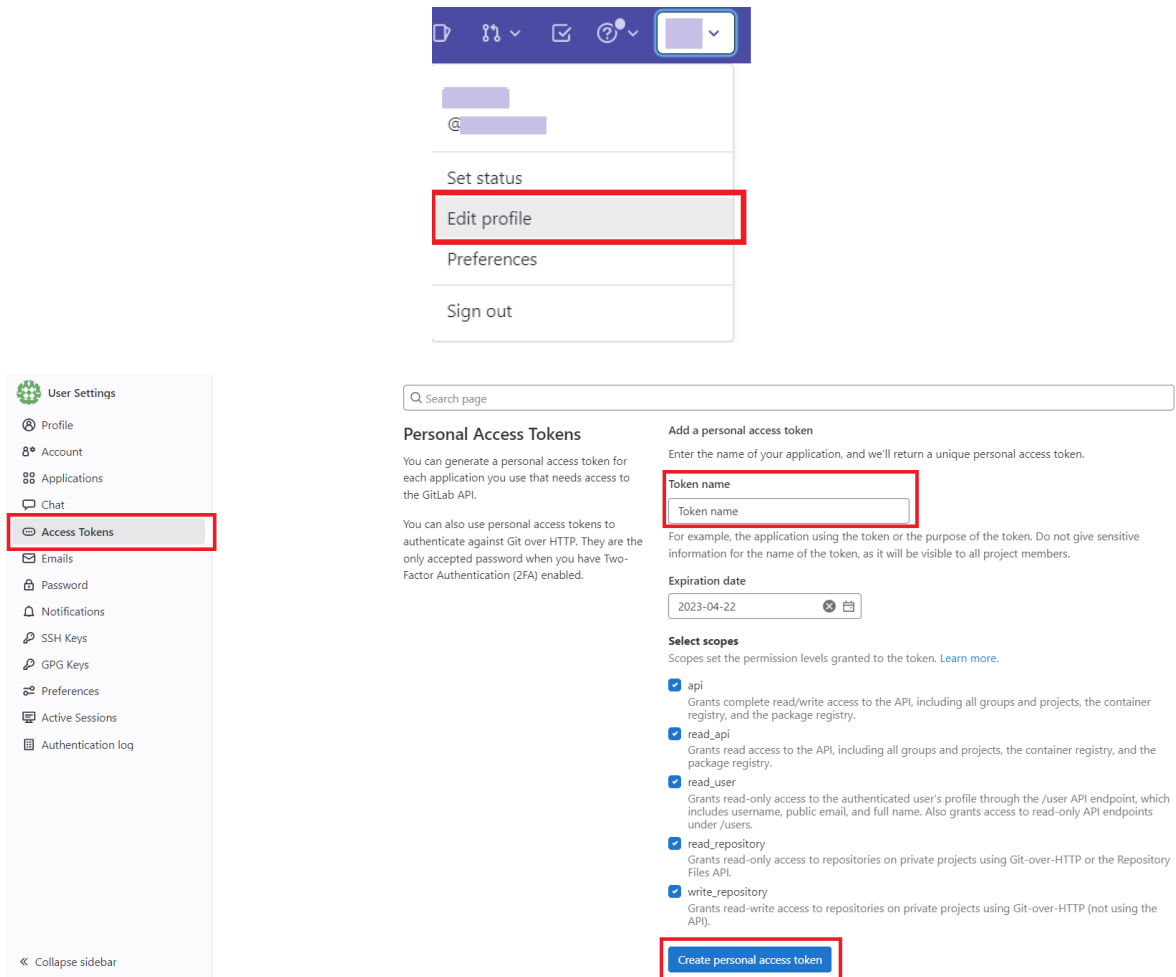 @
Set status
Edit profile
Preferences
Sign out
User Settings
Profile
Account
Applications
Chat
Access Tokens
Emails
Password
Notifications
SSH Keys
GPG Keys
Preferences
Active Sessions
Authentication log
Collapse sidebar
Search page
Personal Access Tokens
You can generate a personal access token for
each application you use that needs access to
the GitLab API.
You can also use personal access tokens to
authenticate against Git over HTTP. They are the
only accepted password when you have Two-
Factor Authentication (2FA) enabled.
Add a personal access token
Enter the name of your application, and we'll return a unique personal access token.
Token name
Token name
For example, the application using the token or the purpose of the token. Do not give sensitive
information for the name of the token, as it will be visible to all project members.
Expiration date
2023-04-22
Select scopes
Scopes set the permission levels granted to the token. Learn more.
api
Grants complete read/write access to the API, including all groups and projects, the container
registry, and the package registry.
read_api
Grants read access to the API, including all groups and projects, the container registry, and the
package registry.
read_user
Grants read-only access to the authenticated user's profile through the /user API endpoint, which
includes username, public email, and full name. Also grants access to read-only API endpoints
under /users.
read_repository
Grants read-only access to repositories on private projects using Git-over-HTTP or the Repository
Files API.
write_repository
Grants read-write access to repositories on private projects using Git-over-HTTP (not using the
API).
Create personal access token